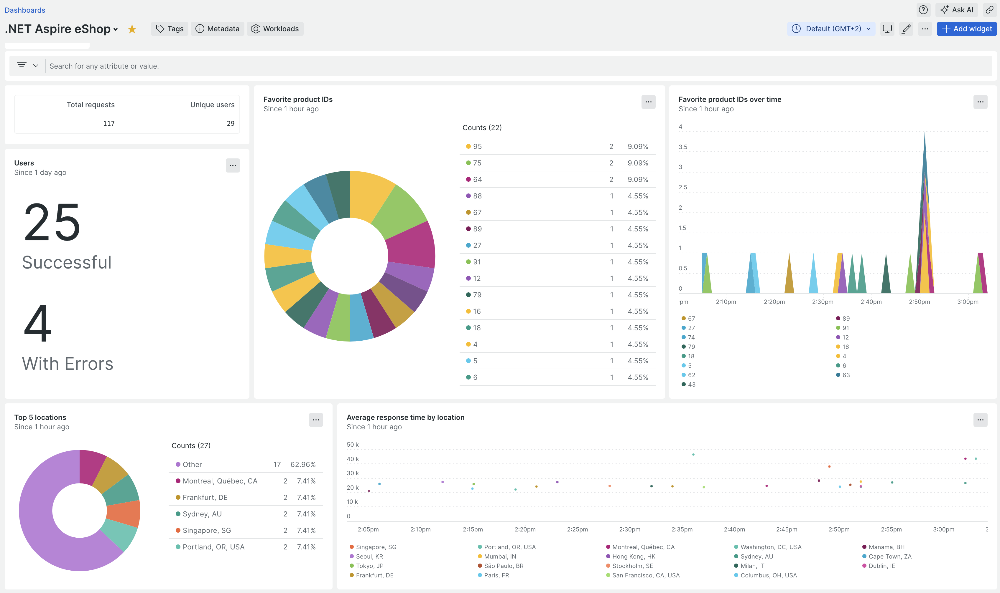 Dashboards
Ask AI
.NET Aspire eShop
Tags
Metadata
Workloads
Default (GMT+2)
Add widget
Search for any attribute or value.
Total requests Unique users
117 29
Users
Since 1 day ago
25
Successful
4
With Errors
Favorite product IDs
Since 1 hour ago
Counts (22)
95 2 9.09%
75 2 9.09%
64 2 9.09%
88 1 4.55%
67 1 4.55%
89 1 4.55%
27 1 4.55%
91 1 4.55%
12 1 4.55%
79 1 4.55%
16 1 4.55%
18 1 4.55%
4 1 4.55%
5 1 4.55%
6 1 4.55%
Favorite product IDs over time
Since 1 hour ago
4
3.5
3
2.5
2
1.5
1
0.5
0
pm 2:10pm 2:20pm 2:30pm 2:40pm 2:50pm 3:00pm
67 89
27 91
74 12
79 16
18 4
5 6
62 63
43
Top 5 locations
Since 1 hour ago
Counts (27)
Other 17 62.96%
Montreal, Québec, CA 2 7.41%
Frankfurt, DE 2 7.41%
Sydney, AU 2 7.41%
Singapore, SG 2 7.41%
Portland, OR, USA 2 7.41%
Average response time by location
Since 1 hour ago
50 k
40 k
30 k
20 k
10 k
0
2:05pm 2:10pm 2:15pm 2:20pm 2:25pm 2:30pm 2:35pm 2:40pm 2:45pm 2:50pm 2:55pm 3:00pm
Singapore, SG Portland, OR, USA Montreal, Québec, CA Washington, DC, USA Manama, BH
Seoul, KR Mumbai, IN Hong Kong, HK Sydney, AU Cape Town, ZA
Tokyo, JP São Paulo, BR Stockholm, SE Milan, IT Dublin, IE
Frankfurt, DE Paris, FR San Francisco, CA, USA Columbus, OH, USA